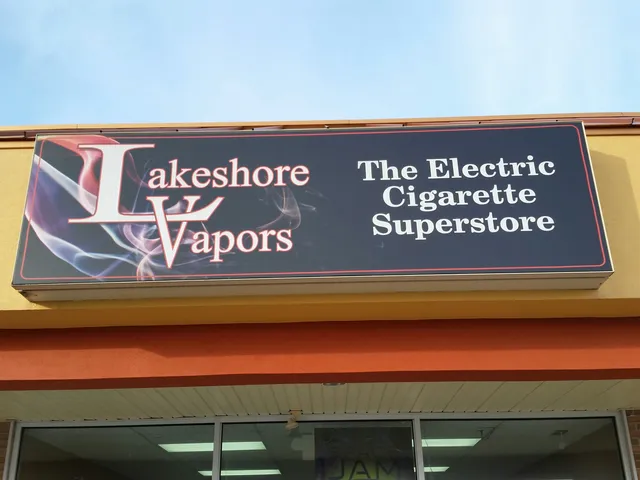 Lakeshore
Vapors
The Electric
Cigarette
Superstore